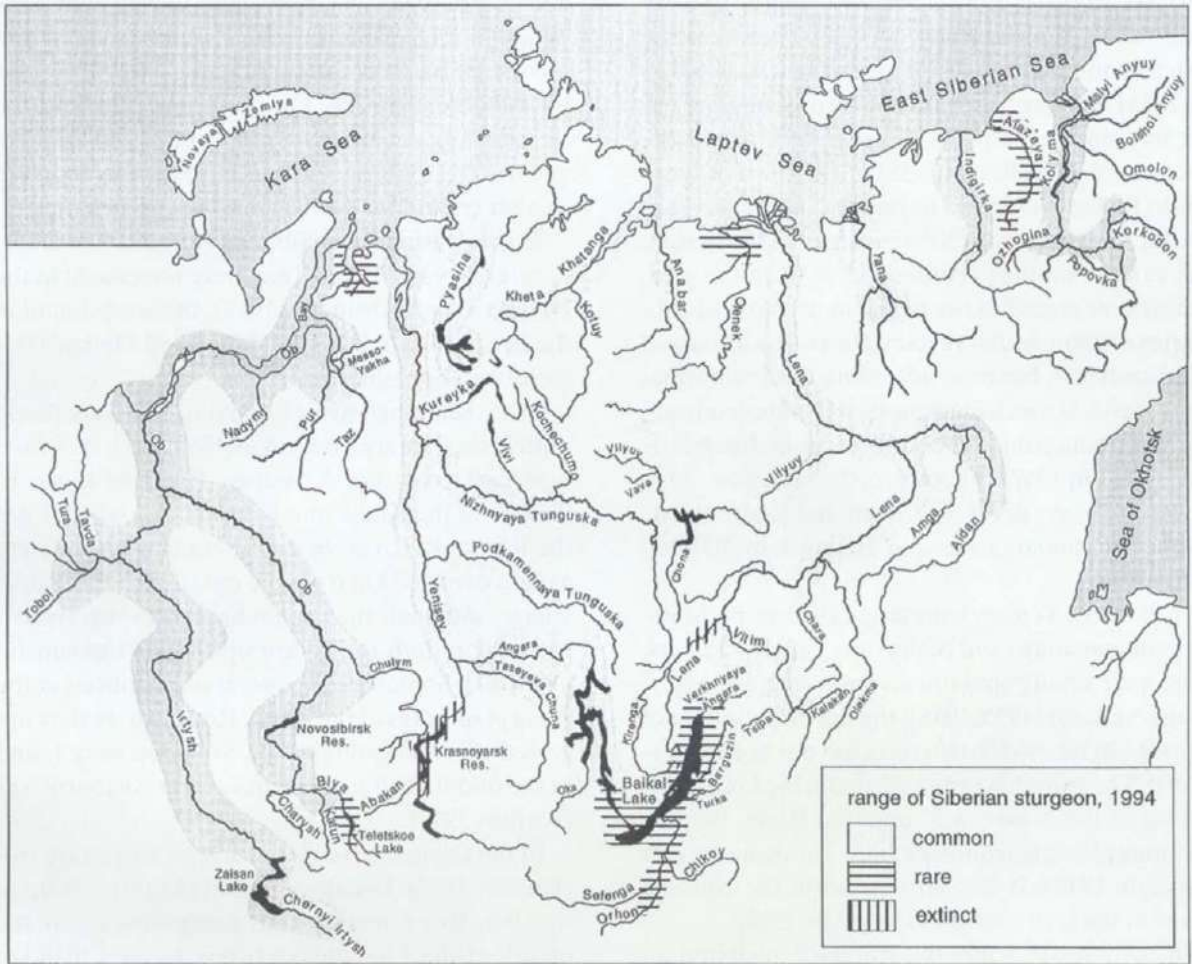 Novaya Zemlya
Kara Sea
Laptev Sea
East Siberian Sea
Sea of Okhotsk
Malyi Anyuy
Bolshui Anyuy
Omolon
Korkodon
Popovka
Ozhogina
Kolyma
Alazeya
Indigirka
Yana
Olenek
Anabar
Khatanga
Kheta
Kotuy
Prasina
Kureyka
Kochechum
Vivi
Nizhnyaya Tunguska
Podkamennaya Tunguska
Yenisey
Angara
Taseyeva
Chuna
Oka
Vilyuy
Vava
Chona
Vilyuy
Lena
Lena
Amga
Aldan
Lena
Vitim
Chara
Olekma
Kalakan
Tsipa
Kirenga
Verkhnyaya
Angara
Barguzin
Turka
Baikal
Lake
Selenga
Chikoy
Orhon
Ob
Bay
Ob
Ob
Ob
Nadym
Pur
Taz
Messo-
Yakha
Tura
Tavda
Tobol
Irtysh
Chulym
Novosibirsk
Res.
Krasnoyarsk
Res.
Biya
Abakan
Charysh
Katun
Teletskoe
Lake
Zaisan
Lake
Chernyi Irtysh
range of Siberian sturgeon, 1994
common
rare
extinct